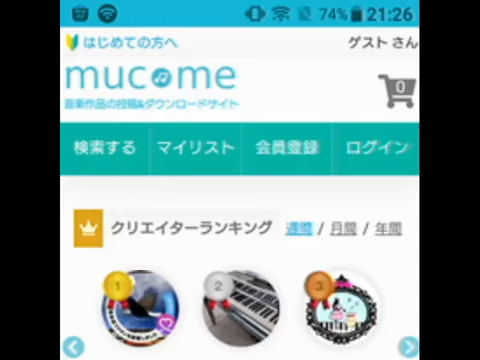 74% 21:26
はじめての方へ ゲスト さん
mucome
0
音楽作品の投稿&ダウンロードサイト
検索する マイリスト 会員登録 ログイン
クリエイターランキング 週間 / 月間 / 年間
1 2 3